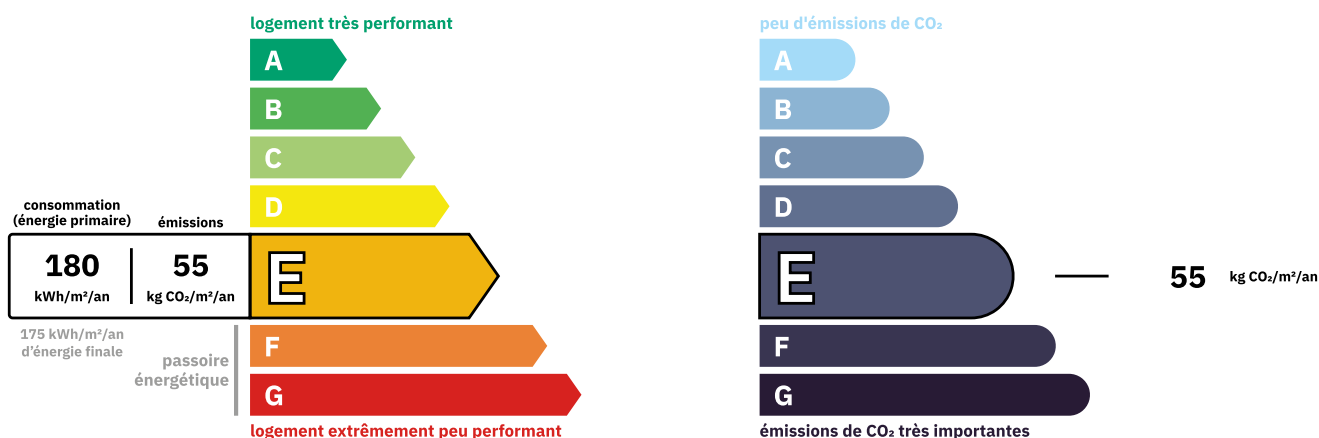 logement très performant
A
B
C
D
consommation
(énergie primaire)
émissions
180
kWh/m²/an
55
kg CO₂/m²/an
E
175 kWh/m²/an
d'énergie finale
passoire
énergétique
F
G
logement extrêmement peu performant
peu d'émissions de CO₂
A
B
C
D
E
55 kg CO₂/m²/an
F
G
émissions de CO₂ très importantes